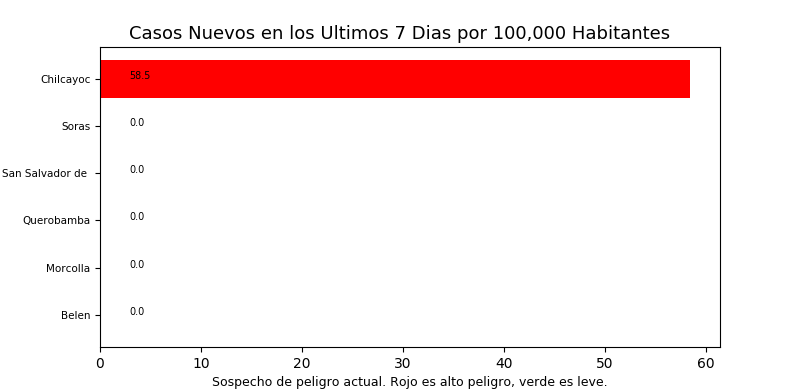 Casos Nuevos en los Ultimos 7 Dias por 100,000 Habitantes
Chilcayoc 58.5
Soras 0.0
San Salvador de 0.0
Querobamba 0.0
Morcolla 0.0
Belen 0.0
0 10 20 30 40 50 60
Sospecho de peligro actual. Rojo es alto peligro, verde es leve.